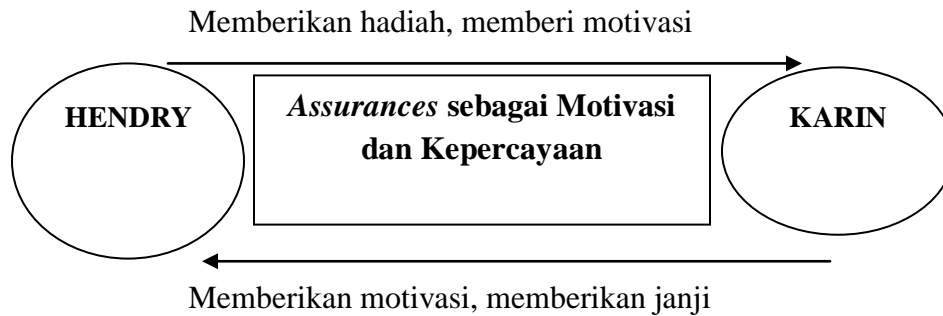 Memberikan hadiah, memberi motivasi
HENDRY
Assurances sebagai Motivasi
dan Kepercayaan
KARIN
Memberikan motivasi, memberikan janji